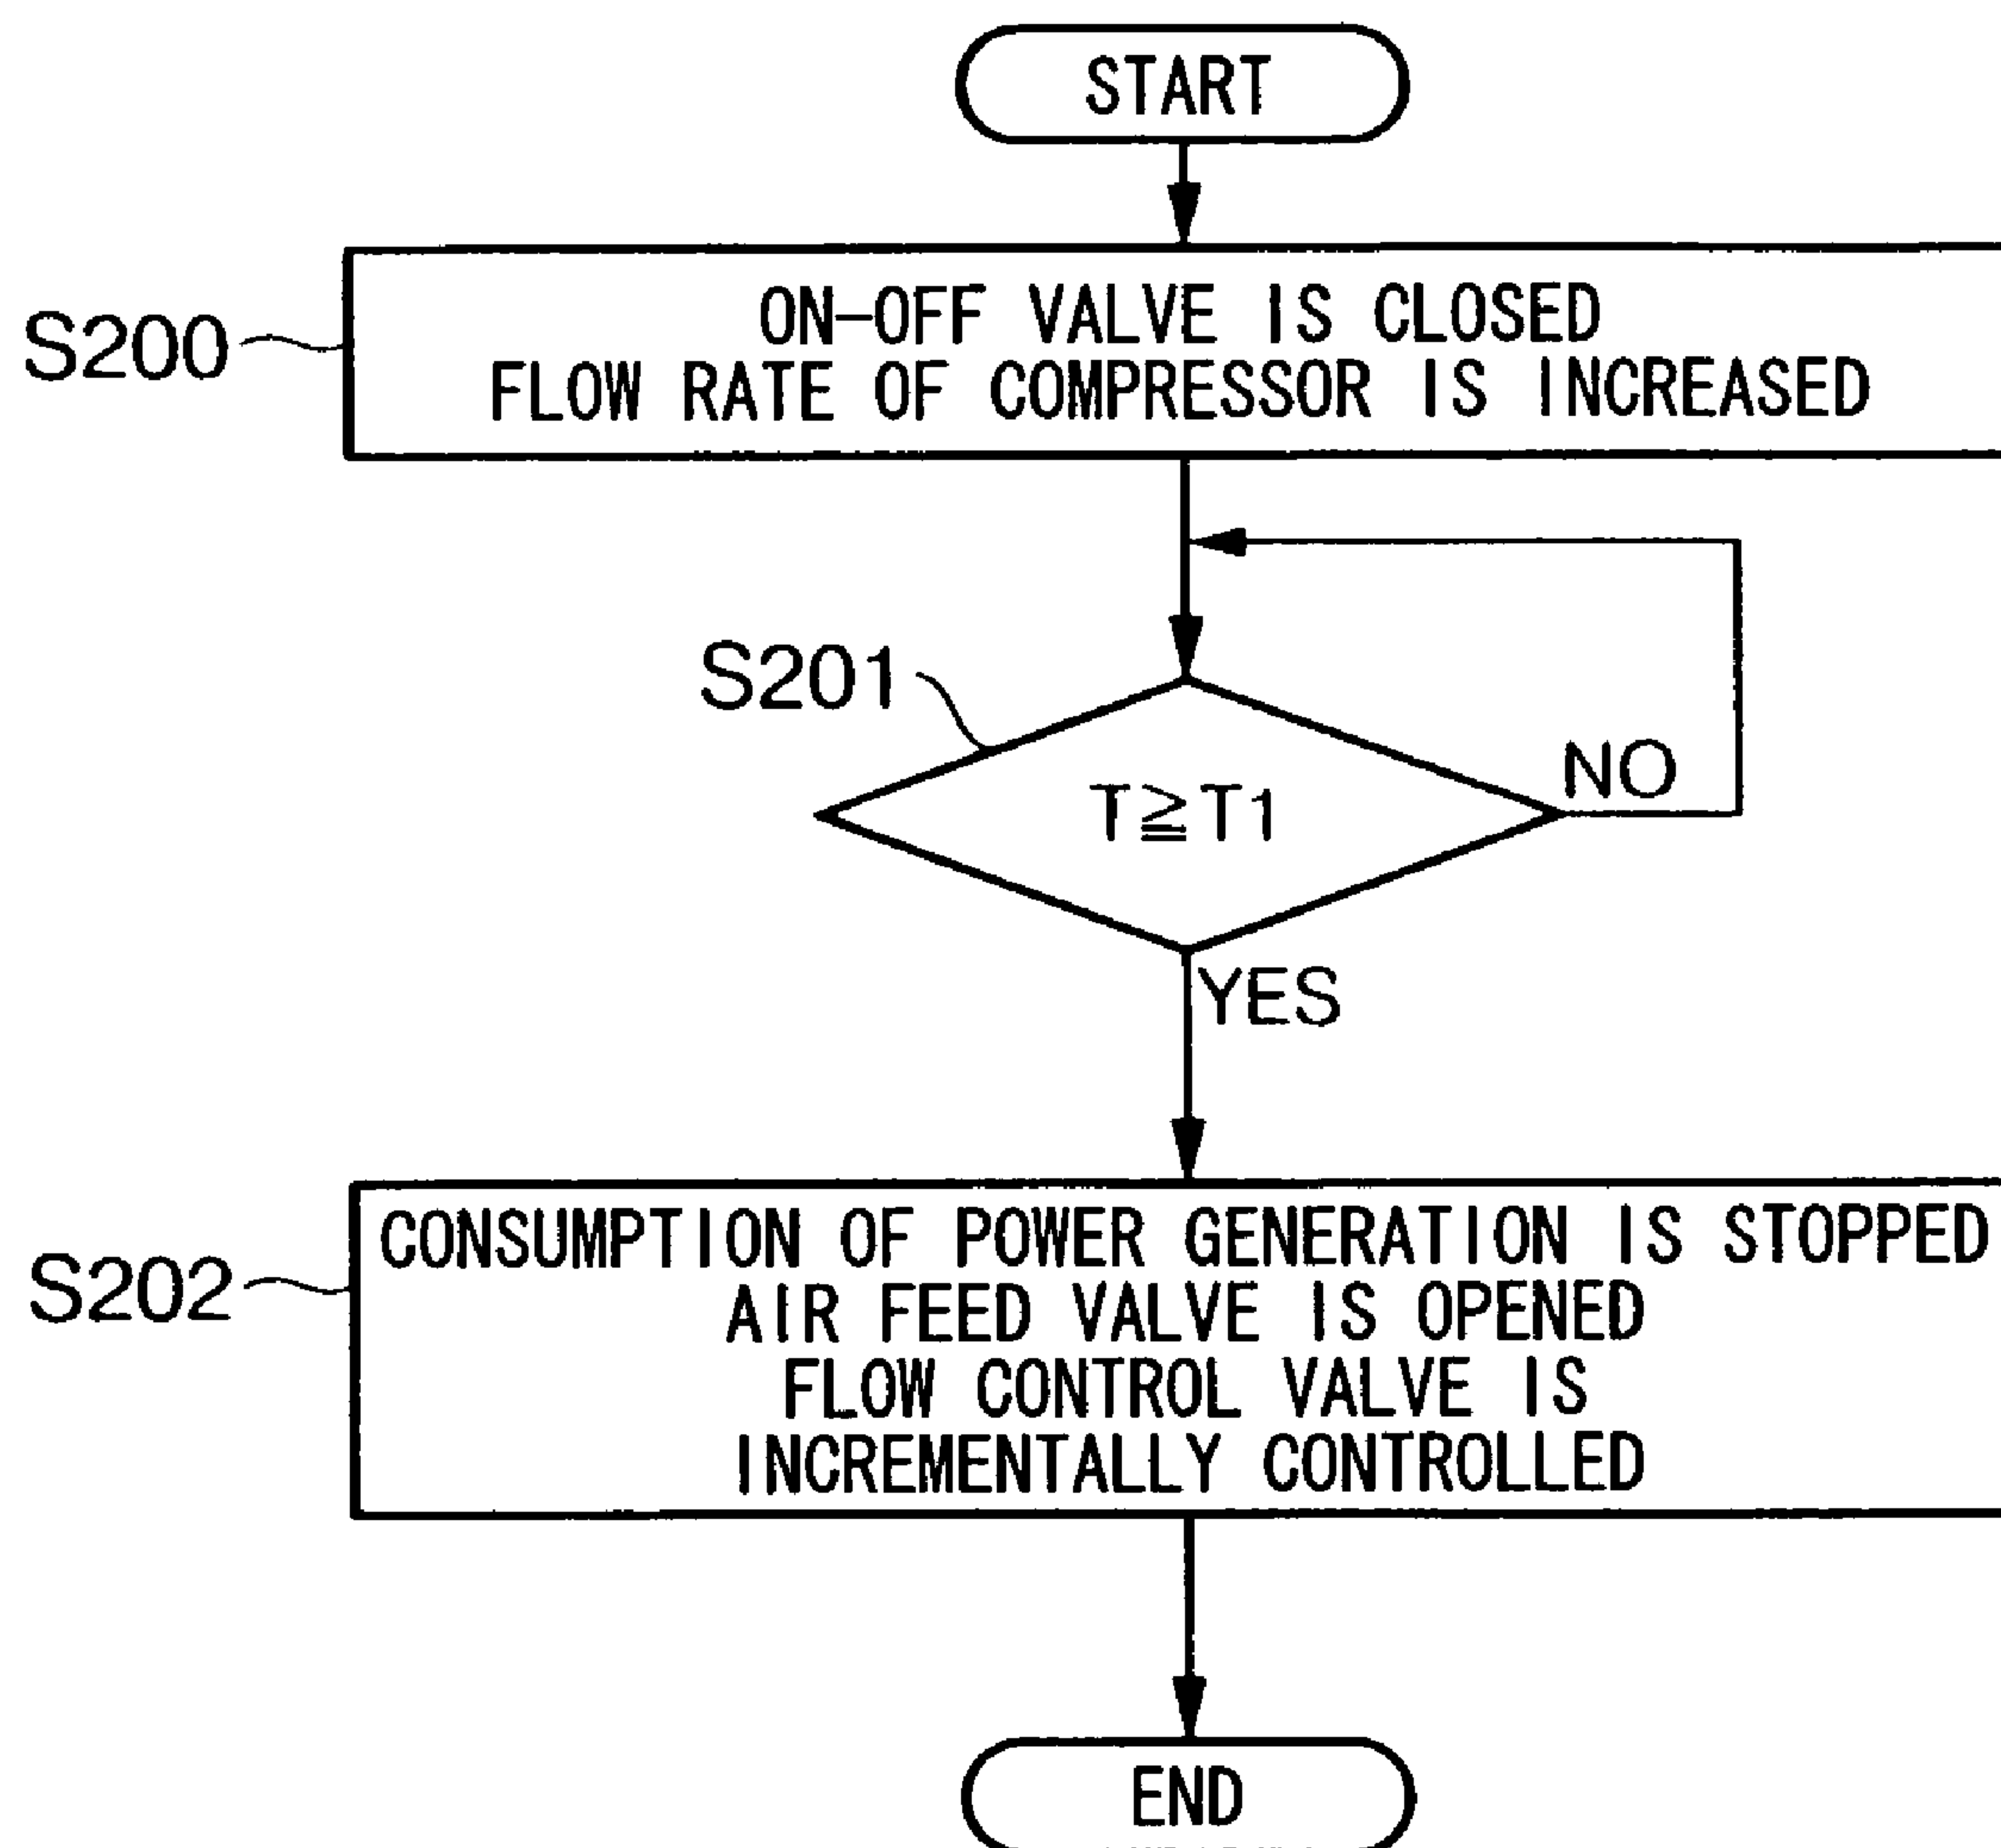 START
S200
ON-OFF VALVE IS CLOSED
FLOW RATE OF COMPRESSOR IS INCREASED
S201
T≧T1
NO
YES
S202
CONSUMPTION OF POWER GENERATION IS STOPPED
AIR FEED VALVE IS OPENED
FLOW CONTROL VALVE IS
INCREMENTALLY CONTROLLED
END